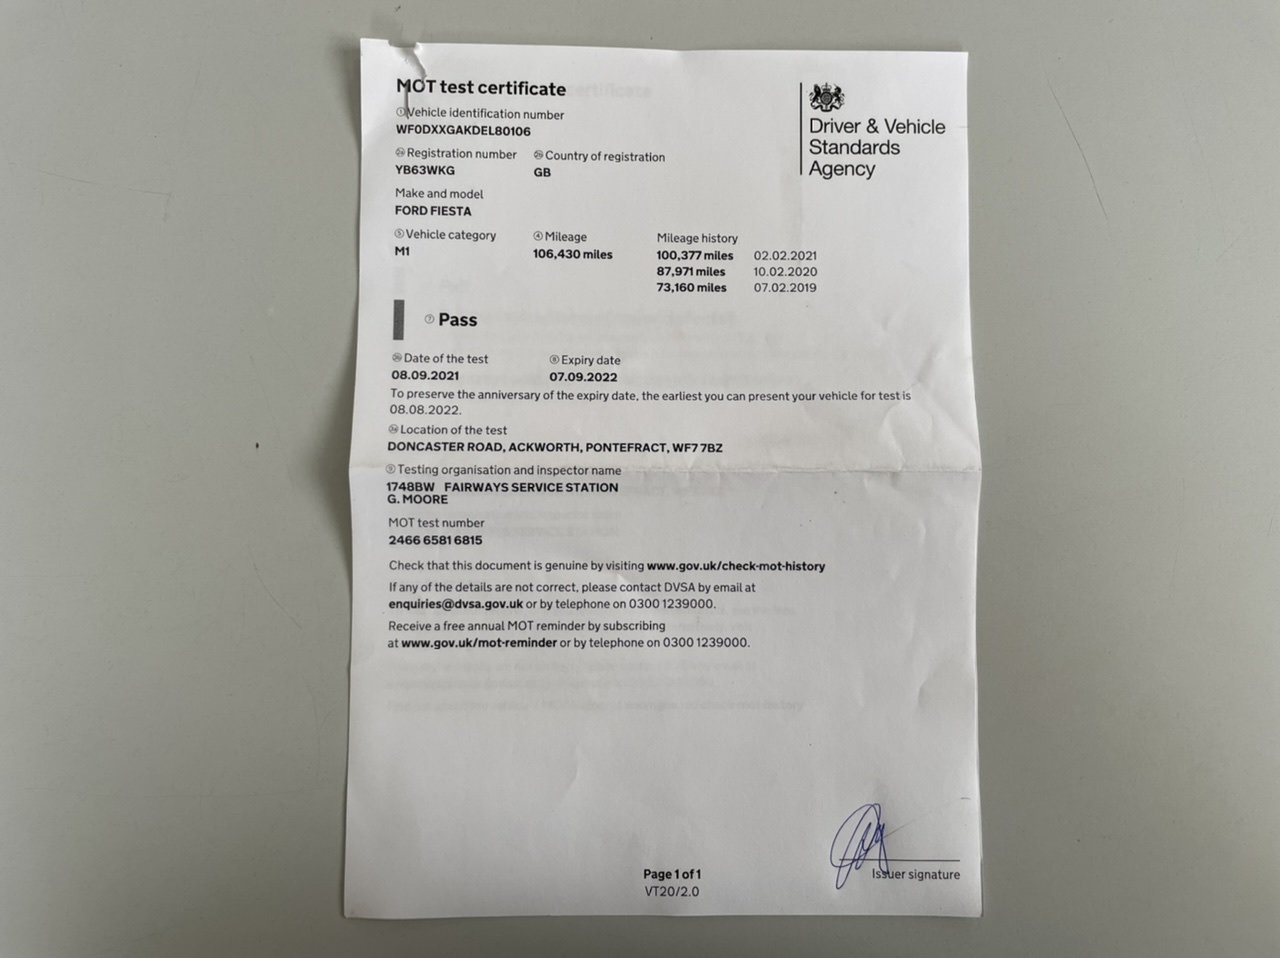 MOT test certificate
① Vehicle identification number
WF0DXXGAKDEL80106
Registration number
Country of registration
YB63WKG
GB
Make and model
FORD FIESTA
⑤ Vehicle category
④ Mileage
Mileage history
M1
106,430 miles
100,377 miles 02.02.2021
87,971 miles 10.02.2020
73,160 miles 07.02.2019
⑦ Pass
Date of the test
⑧ Expiry date
08.09.2021
07.09.2022
To preserve the anniversary of the expiry date, the earliest you can present your vehicle for test is
08.08.2022.
Location of the test
DONCASTER ROAD, ACKWORTH, PONTEFRACT, WF7 7BZ
⑨ Testing organisation and inspector name
1748BW FAIRWAYS SERVICE STATION
G. MOORE
MOT test number
2466 6581 6815
Check that this document is genuine by visiting www.gov.uk/check-mot-history
If any of the details are not correct, please contact DVSA by email at
enquiries@dvsa.gov.uk or by telephone on 0300 1239000.
Receive a free annual MOT reminder by subscribing
at www.gov.uk/mot-reminder or by telephone on 0300 1239000.
Driver & Vehicle
Standards
Agency
Issuer signature
Page 1 of 1
VT20/2.0